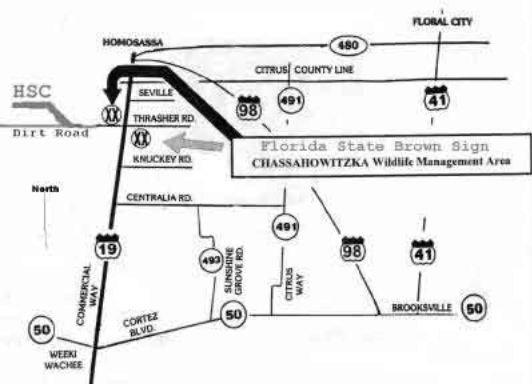 FLORAL CITY
HOMOSASSA
480
CITRUS COUNTY LINE
HSC
SEVILLE
98
491
41
XX
THRASHER RD.
Dirt Road
XX
Florida State Brown Sign
CHASSAHOWITZKA Wildlife Management Area
KNUCKEY RD.
North
CENTRALIA RD.
19
493
SUNSHINE GROVE RD.
491
98
41
COMMERCIAL WAY
CITRUS WAY
50
CORTEZ BLVD.
50
BROOKSVILLE
50
WEEKI WACHEE